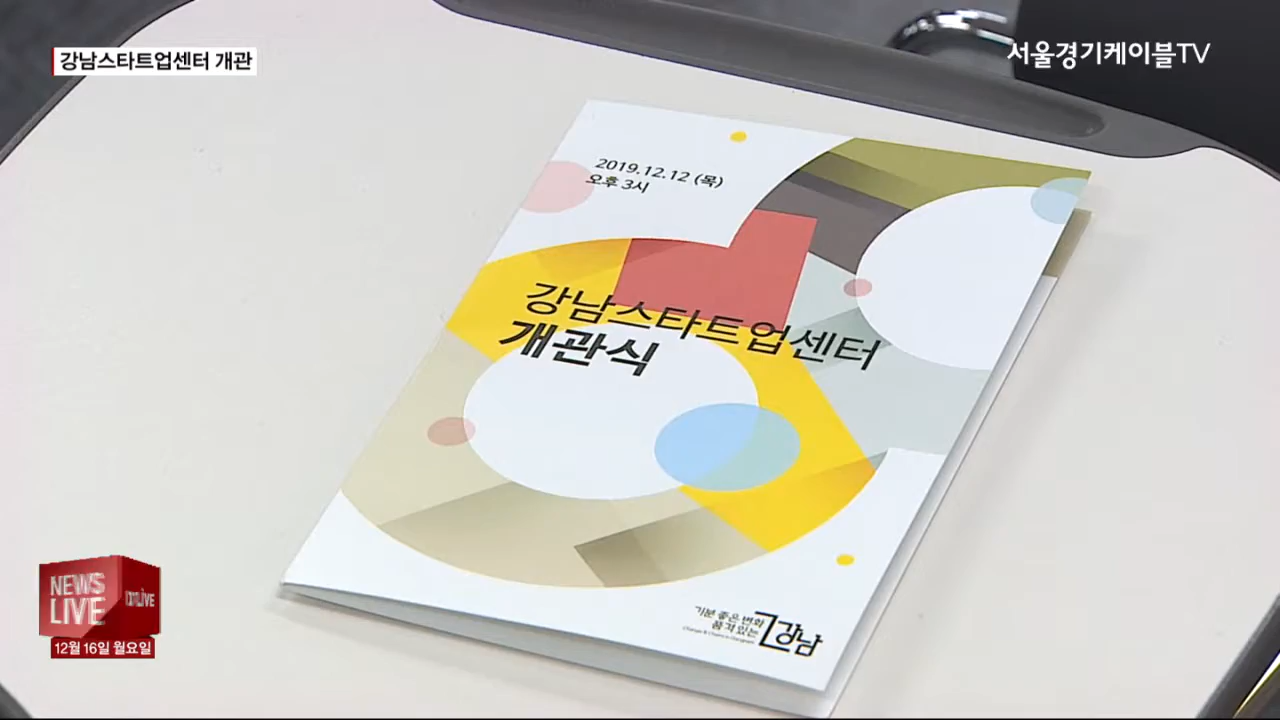 강남스타트업센터 개관
서울경기케이블TV
2019.12.12 (목)
오후 3시
강남스타트업센터
개관식
기분 좋은 변화
품격 있는
강남
NEWS
LIVE
LIVE
12월 16일 월요일